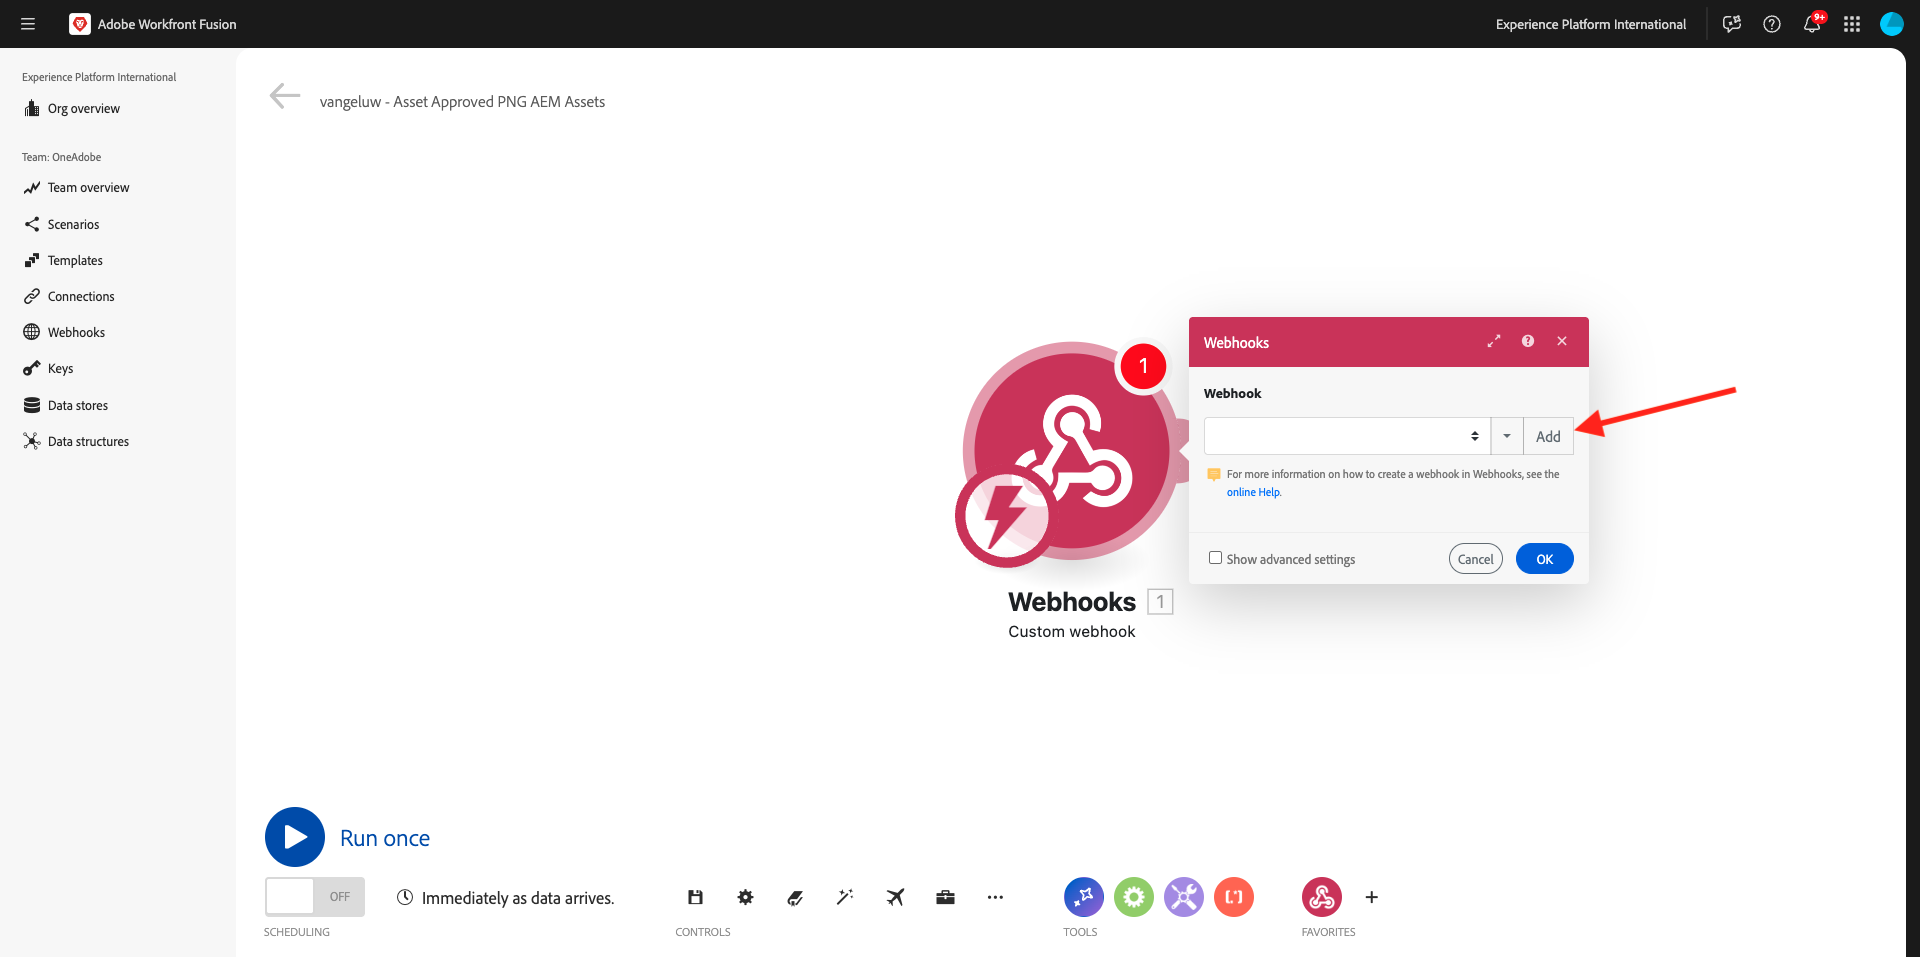 Adobe Workfront Fusion
Experience Platform International
9+
Experience Platform International
Org overview
Team: OneAdobe
Team overview
Scenarios
Templates
Connections
Webhooks
Keys
Data stores
Data structures
vangeluw - Asset Approved PNG AEM Assets
1
Webhooks 1
Custom webhook
Webhooks
Webhook
Add
For more information on how to create a webhook in Webhooks, see the
online Help.
Show advanced settings
Cancel
OK
Run once
OFF
Immediately as data arrives.
SCHEDULING
CONTROLS
TOOLS
FAVORITES